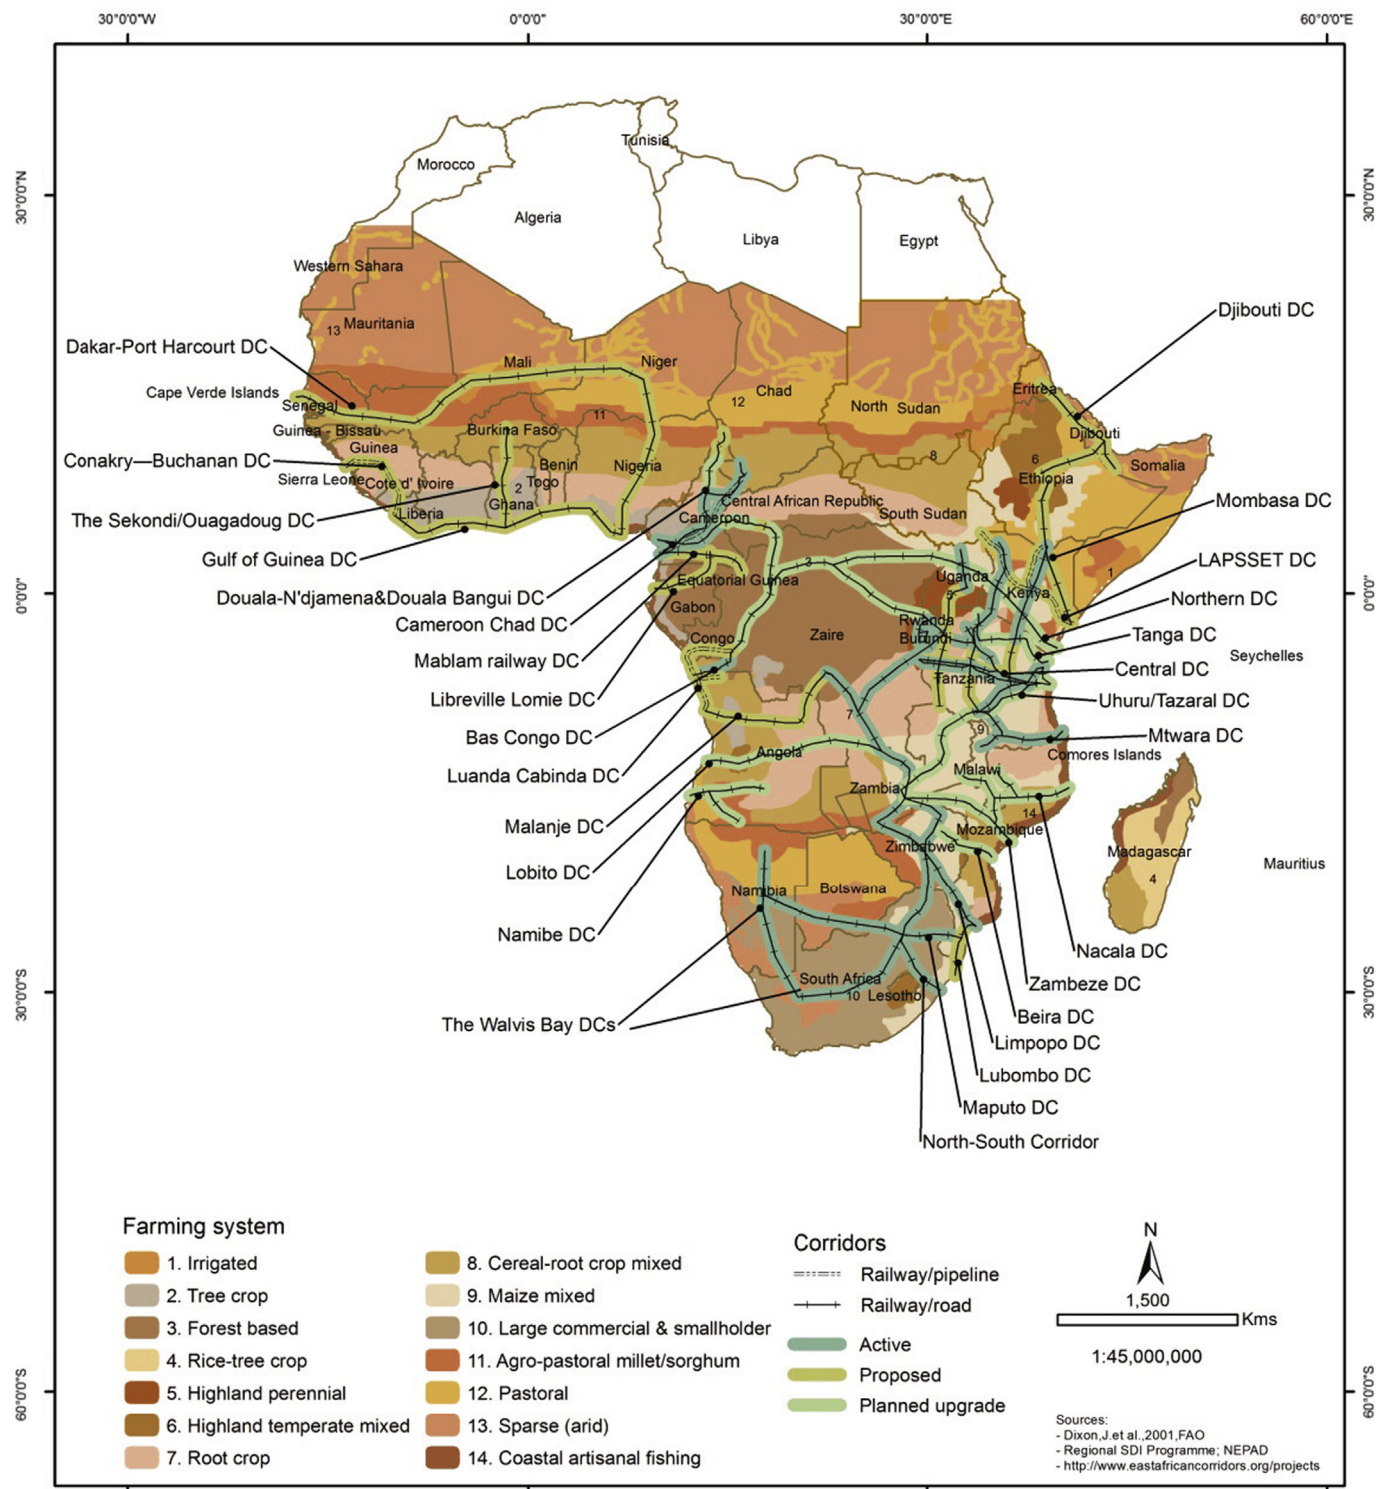 30°0'0"W 0°0'0" 30°0'0"E 60°0'0"E
30°0'0"N
0°0'0"
30°0'0"S
60°0'0"S
30°0'0"N
0°0'0"
30°0'0"S
60°0'0"S
Tunisia
Morocco
Algeria
Libya
Egypt
Western Sahara
13 Mauritania
Mali
Niger
Chad
12
North Sudan
Eritrea
Djibouti
Somalia
Cape Verde Islands
Senegal
Guinea - Bissau
Guinea
Sierra Leone
Cote d' Ivoire
Liberia
Burkina Faso
11
Benin
Togo
2
Ghana
Nigeria
8
6
Ethiopia
Central African Republic
South Sudan
Cameroon
Equatorial Guinea
3
Gabon
Congo
Zaire
Uganda
5
Kenya
1
Rwanda
Burundi
Tanzania
Seychelles
7
9
Angola
Malawi
Comores Islands
Zambia
14
Mozambique
Zimbabwe
Madagascar
4
Mauritius
Namibia
Botswana
South Africa
10 Lesotho
Dakar-Port Harcourt DC
Conakry—Buchanan DC
The Sekondi/Ouagadoug DC
Gulf of Guinea DC
Douala-N'djamena&Douala Bangui DC
Cameroon Chad DC
Mablam railway DC
Libreville Lomie DC
Bas Congo DC
Luanda Cabinda DC
Malanje DC
Lobito DC
Namibe DC
The Walvis Bay DCs
Djibouti DC
Mombasa DC
LAPSSET DC
Northern DC
Tanga DC
Central DC
Uhuru/Tazaral DC
Mtwara DC
Nacala DC
Zambeze DC
Beira DC
Limpopo DC
Lubombo DC
Maputo DC
North-South Corridor
Farming system
1. Irrigated
2. Tree crop
3. Forest based
4. Rice-tree crop
5. Highland perennial
6. Highland temperate mixed
7. Root crop
8. Cereal-root crop mixed
9. Maize mixed
10. Large commercial & smallholder
11. Agro-pastoral millet/sorghum
12. Pastoral
13. Sparse (arid)
14. Coastal artisanal fishing
Corridors
Railway/pipeline
Railway/road
Active
Proposed
Planned upgrade
N
1,500
Kms
1:45,000,000
Sources:
- Dixon,J.et al.,2001,FAO
- Regional SDI Programme; NEPAD
- http://www.eastafricancorridors.org/projects